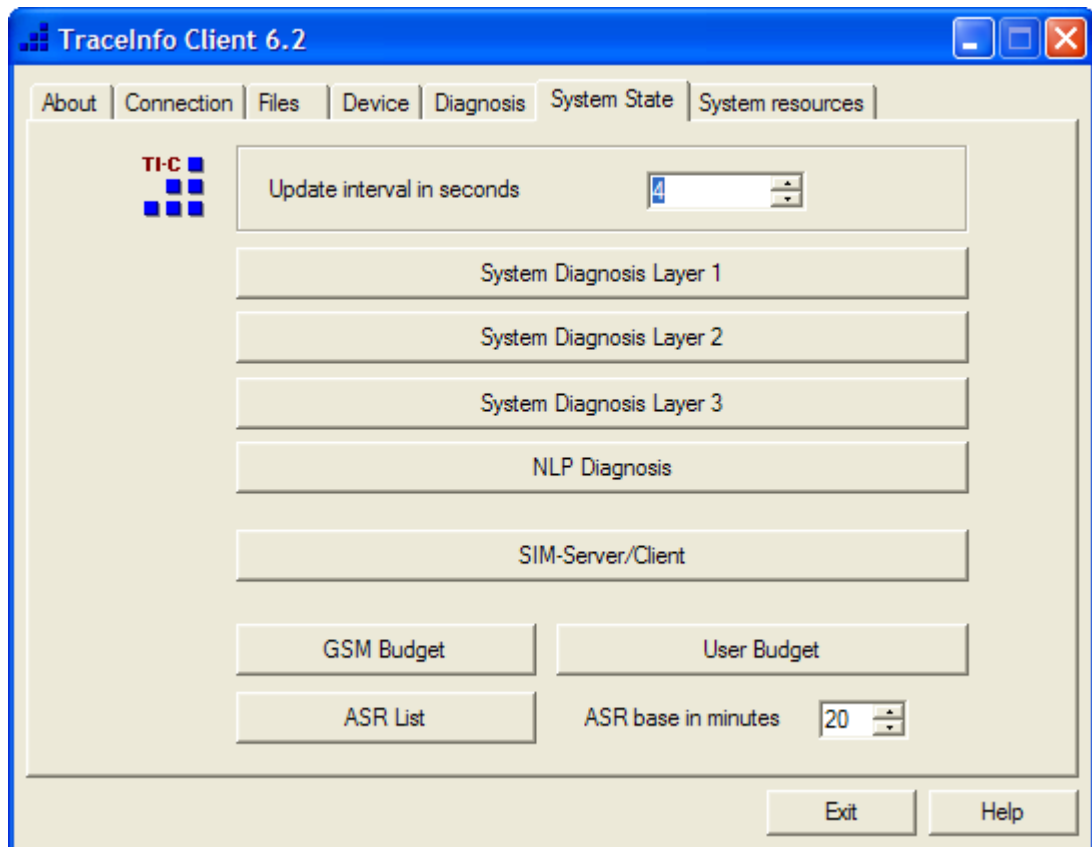 TraceInfo Client 6.2
About Connection Files Device Diagnosis System State System resources
TI-C
Update interval in seconds 4
System Diagnosis Layer 1
System Diagnosis Layer 2
System Diagnosis Layer 3
NLP Diagnosis
SIM-Server/Client
GSM Budget User Budget
ASR List ASR base in minutes 20
Exit Help